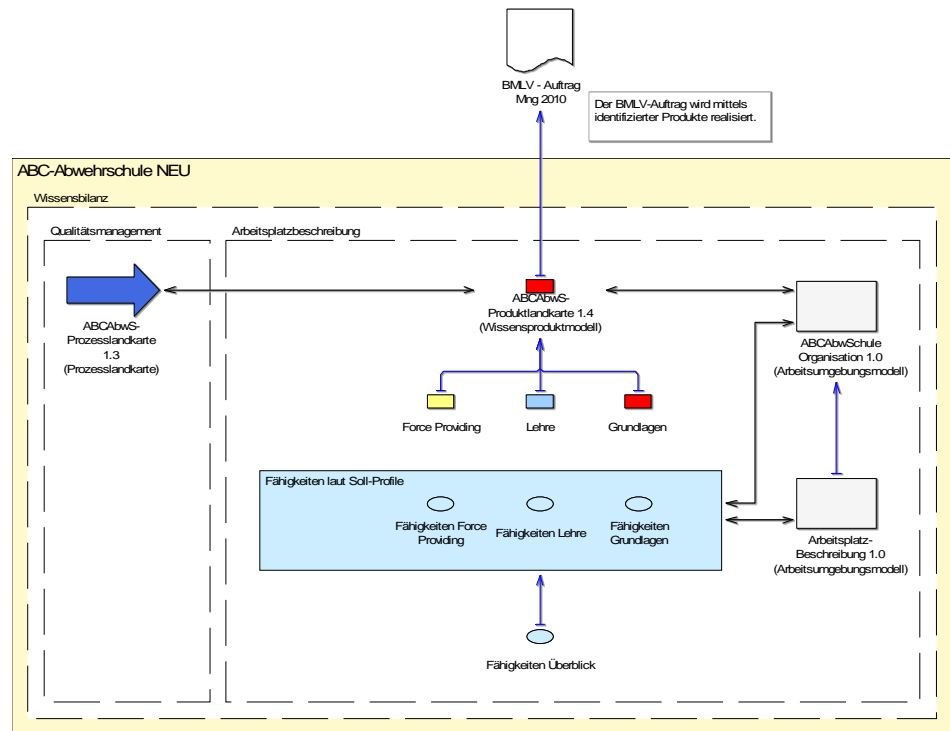 BMLV - Auftrag
Mng 2010
Der BMLV-Auftrag wird mittels
identifizierter Produkte realisiert.
ABC-Abwehrschule NEU
Wissensbilanz
Qualitätsmanagement
Arbeitsplatzbeschreibung
ABCAbwS-
Prozesslandkarte
1.3
(Prozesslandkarte)
ABCAbwS-
Produktlandkarte 1.4
(Wissensproduktmodell)
ABCAbwSchule
Organisation 1.0
(Arbeitsumgebungsmodell)
Force Providing
Lehre
Grundlagen
Fähigkeiten laut Soll-Profile
Fähigkeiten Force
Providing
Fähigkeiten Lehre
Fähigkeiten
Grundlagen
Arbeitsplatz-
Beschreibung 1.0
(Arbeitsumgebungsmodell)
Fähigkeiten Überblick